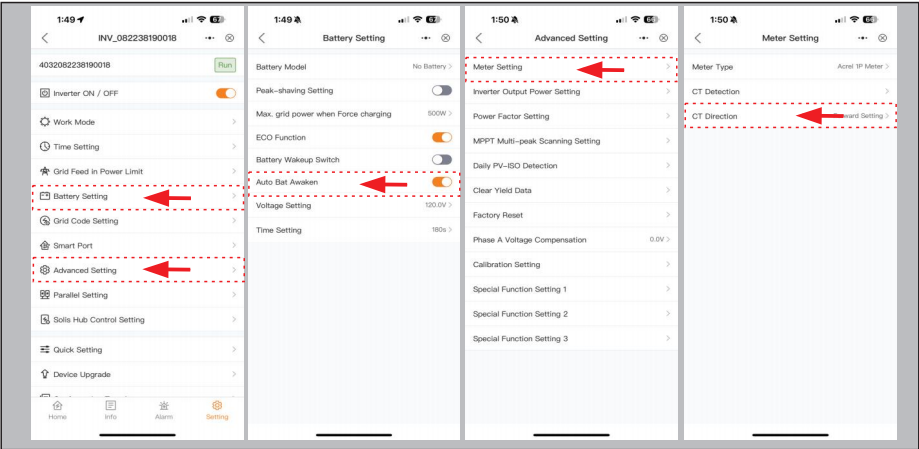 1:49
INV_082238190018
4032082238190018
Run
Inverter ON / OFF
Work Mode
Time Setting
Grid Feed in Power Limit
Battery Setting
Grid Code Setting
Smart Port
Advanced Setting
Parallel Setting
Solis Hub Control Setting
Quick Setting
Device Upgrade
Home Info Alarm Setting
1:49
Battery Setting
Battery Model No Battery
Peak-shaving Setting
Max. grid power when Force charging 500W
ECO Function
Battery Wakeup Switch
Auto Bat Awaken
Voltage Setting 120.0V
Time Setting 180s
1:50
Advanced Setting
Meter Setting
Inverter Output Power Setting
Power Factor Setting
MPPT Multi-peak Scanning Setting
Daily PV-ISO Detection
Clear Yield Data
Factory Reset
Phase A Voltage Compensation 0.0V
Calibration Setting
Special Function Setting 1
Special Function Setting 2
Special Function Setting 3
1:50
Meter Setting
Meter Type Acrel 1P Meter
CT Detection
CT Direction Setting